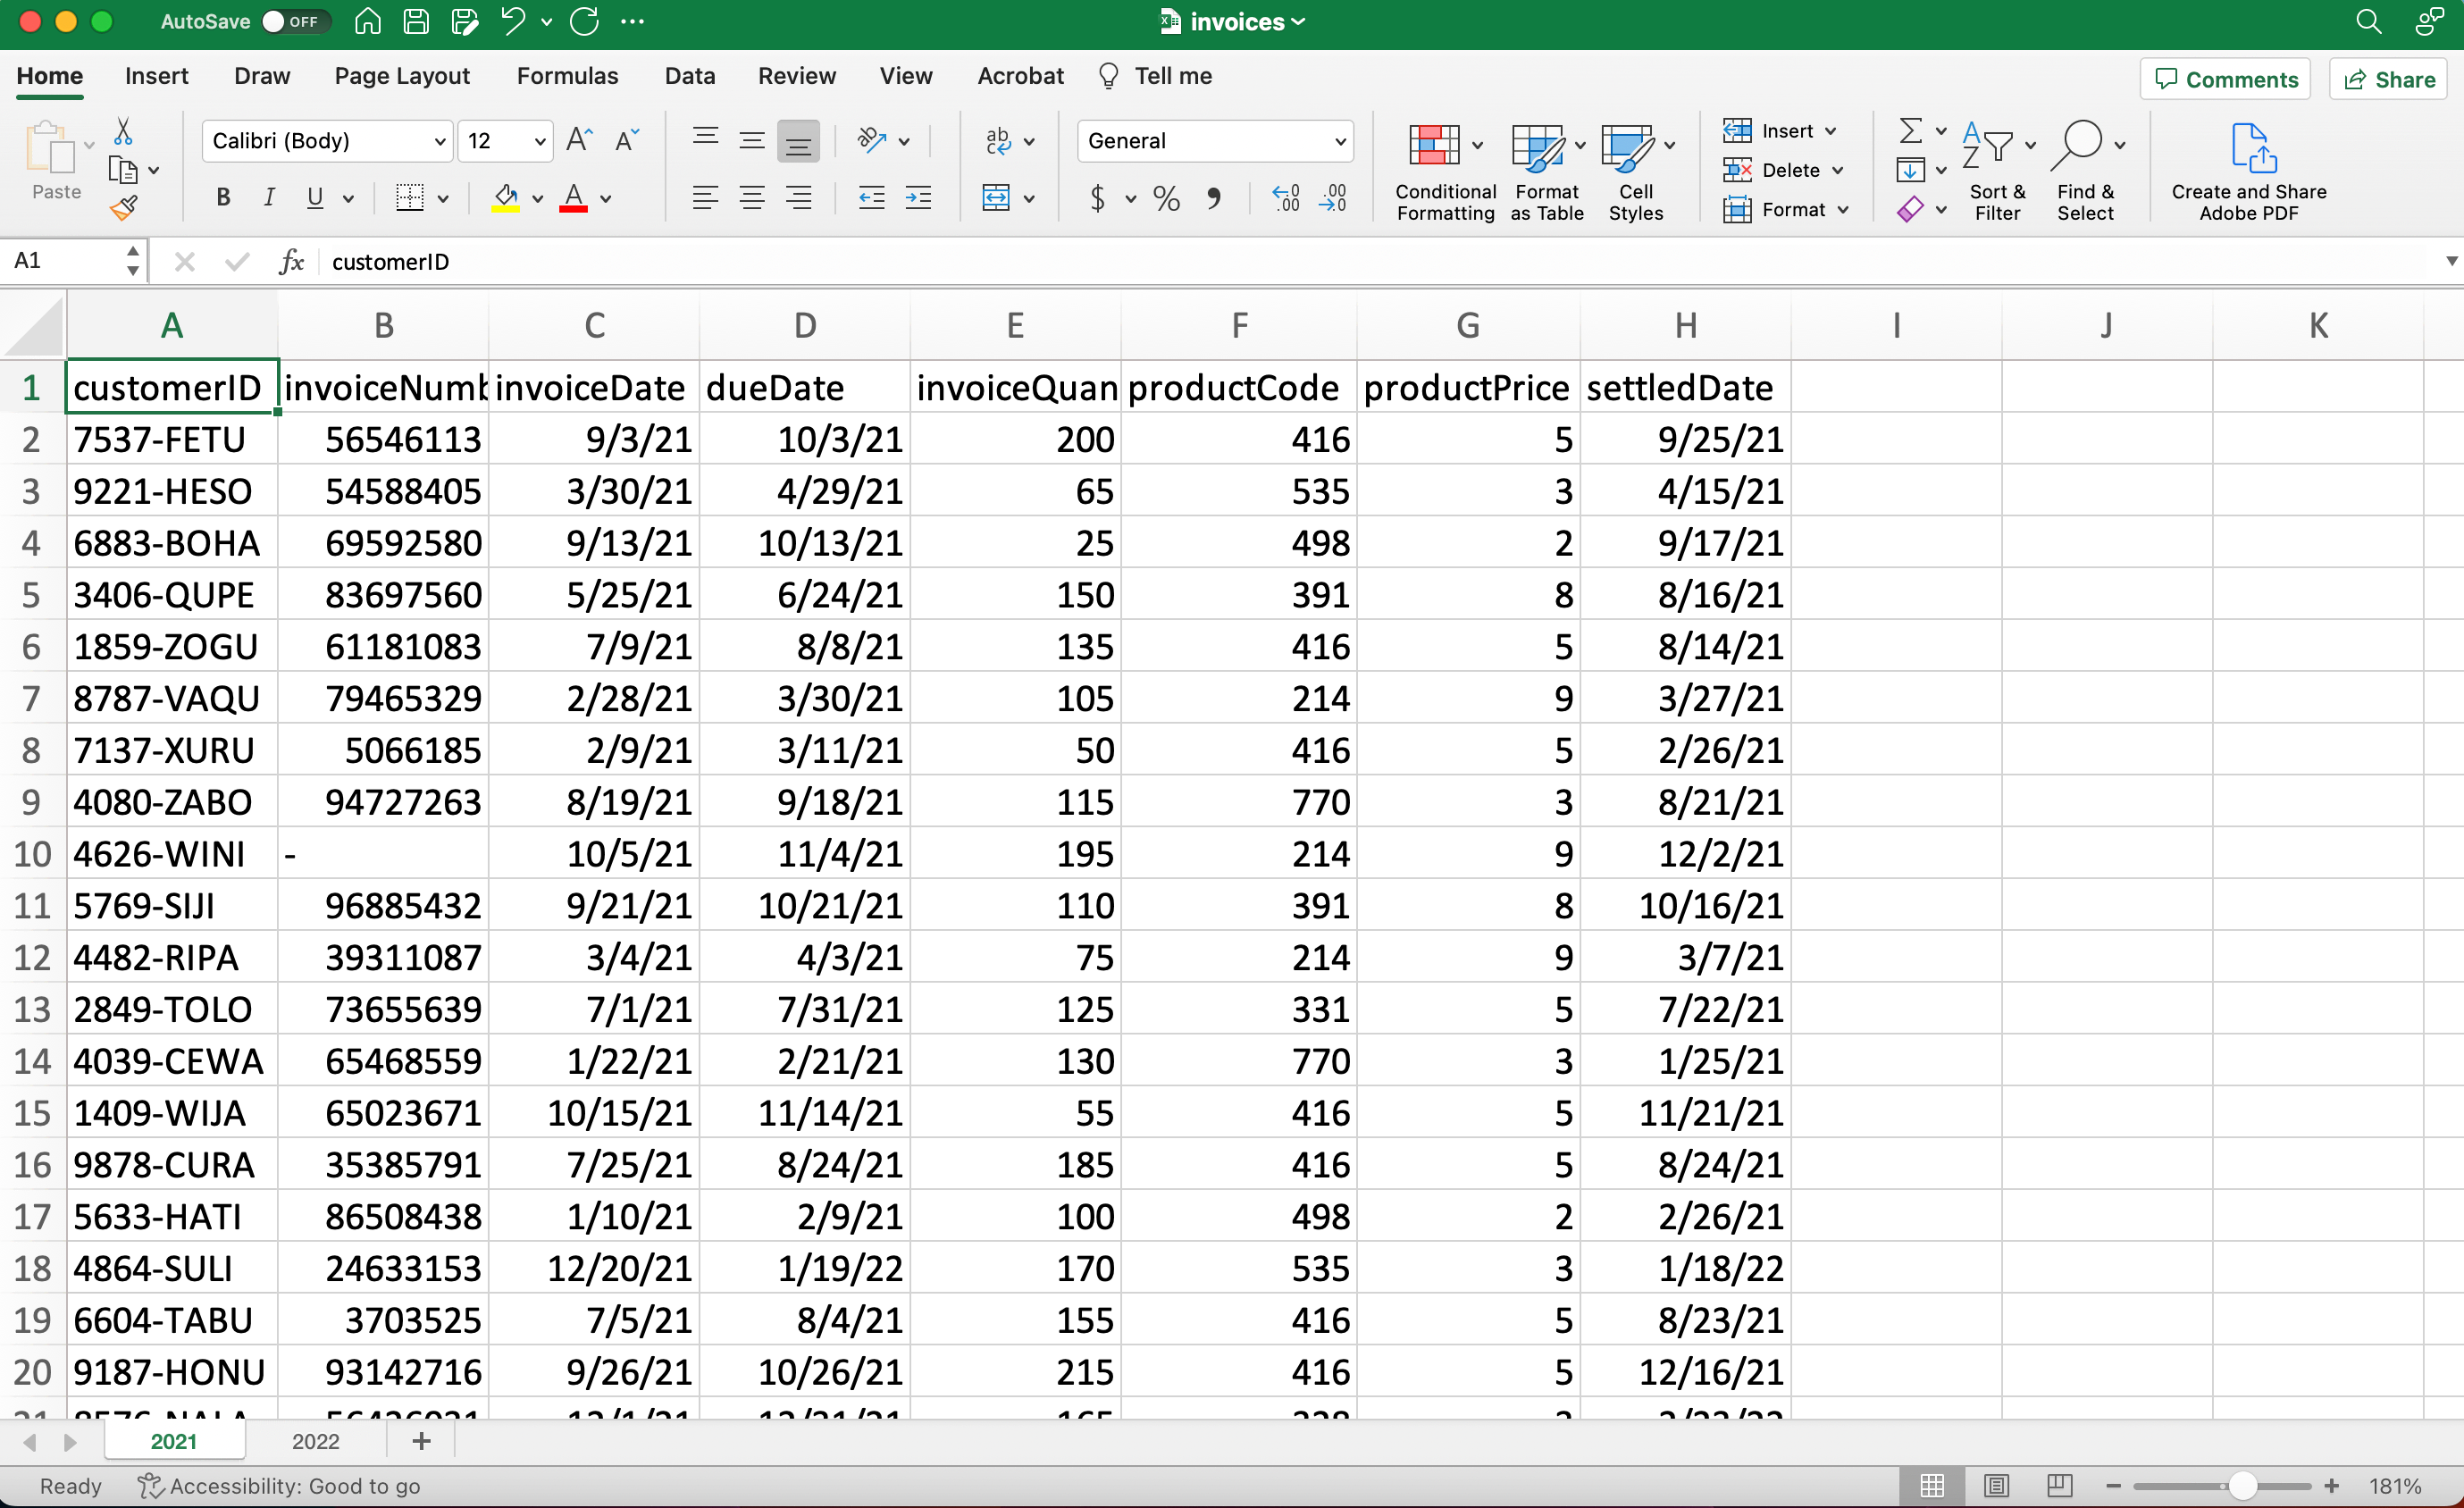 AutoSave OFF invoices
Home Insert Draw Page Layout Formulas Data Review View Acrobat Tell me Comments Share
Paste Calibri (Body) 12 General
Conditional Formatting Format as Table Cell Styles Insert Delete Format Sort & Filter Find & Select Create and Share Adobe PDF
A1 fx customerID
A B C D E F G H I J K
1 customerID invoiceNumb invoiceDate dueDate invoiceQuan productCode productPrice settledDate
2 7537-FETU 56546113 9/3/21 10/3/21 200 416 5 9/25/21
3 9221-HESO 54588405 3/30/21 4/29/21 65 535 3 4/15/21
4 6883-BOHA 69592580 9/13/21 10/13/21 25 498 2 9/17/21
5 3406-QUPE 83697560 5/25/21 6/24/21 150 391 8 8/16/21
6 1859-ZOGU 61181083 7/9/21 8/8/21 135 416 5 8/14/21
7 8787-VAQU 79465329 2/28/21 3/30/21 105 214 9 3/27/21
8 7137-XURU 5066185 2/9/21 3/11/21 50 416 5 2/26/21
9 4080-ZABO 94727263 8/19/21 9/18/21 115 770 3 8/21/21
10 4626-WINI - 10/5/21 11/4/21 195 214 9 12/2/21
11 5769-SIJI 96885432 9/21/21 10/21/21 110 391 8 10/16/21
12 4482-RIPA 39311087 3/4/21 4/3/21 75 214 9 3/7/21
13 2849-TOLO 73655639 7/1/21 7/31/21 125 331 5 7/22/21
14 4039-CEWA 65468559 1/22/21 2/21/21 130 770 3 1/25/21
15 1409-WIJA 65023671 10/15/21 11/14/21 55 416 5 11/21/21
16 9878-CURA 35385791 7/25/21 8/24/21 185 416 5 8/24/21
17 5633-HATI 86508438 1/10/21 2/9/21 100 498 2 2/26/21
18 4864-SULI 24633153 12/20/21 1/19/22 170 535 3 1/18/22
19 6604-TABU 3703525 7/5/21 8/4/21 155 416 5 8/23/21
20 9187-HONU 93142716 9/26/21 10/26/21 215 416 5 12/16/21
2021 2022 +
Ready Accessibility: Good to go 181%